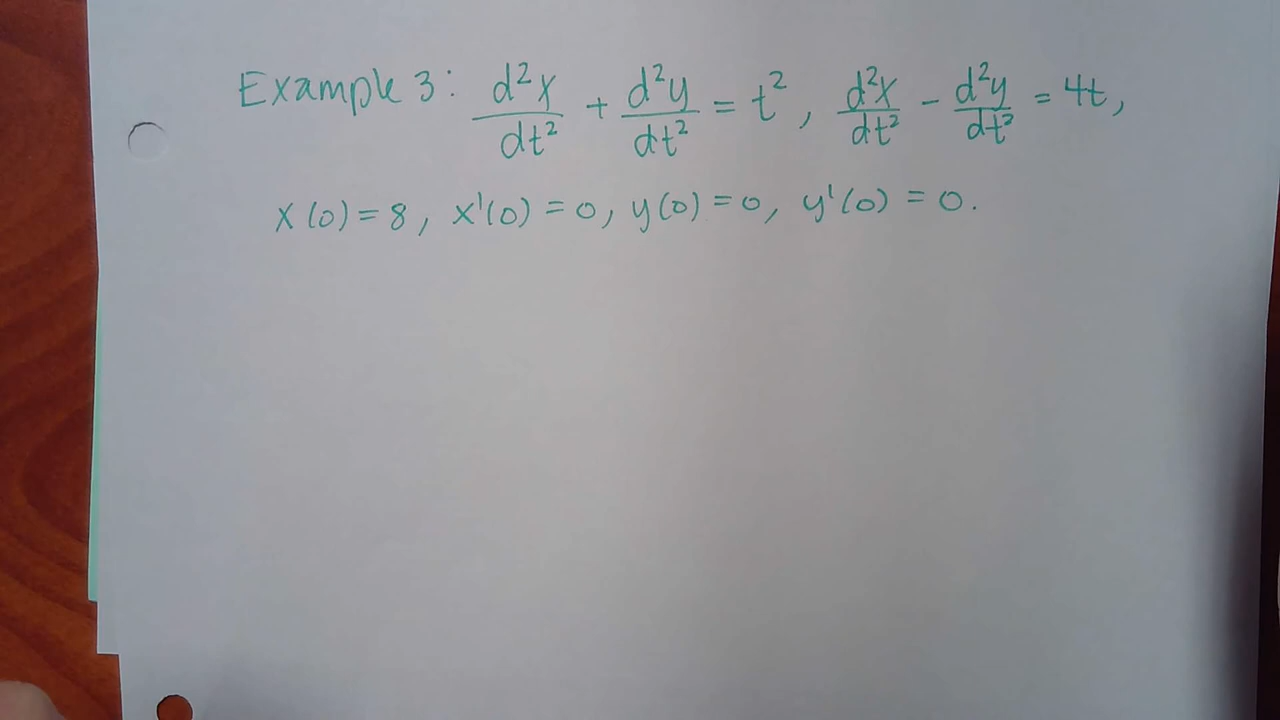 Example 3: d²x/dt² + d²y/dt² = t², d²x/dt² - d²y/dt² = 4t,
x(0) = 8, x'(0) = 0, y(0) = 0, y'(0) = 0.